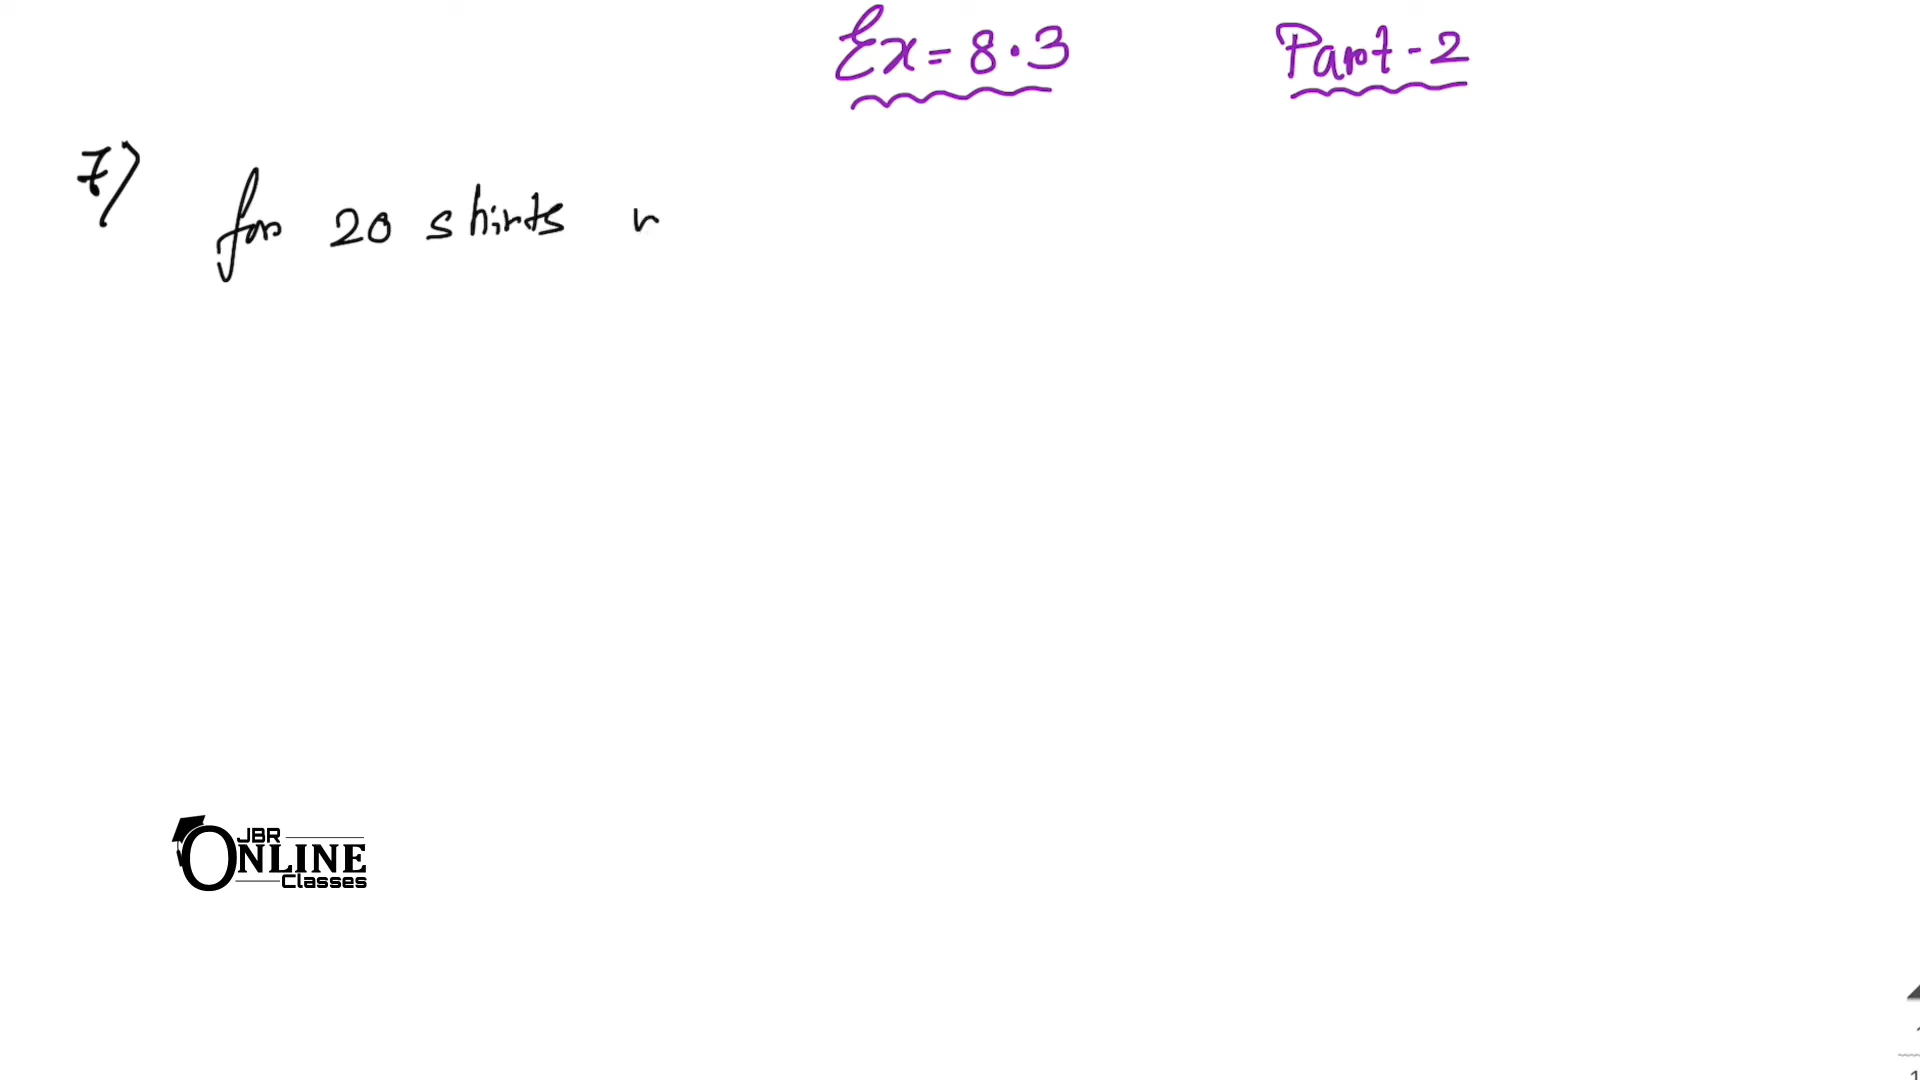 Ex = 8.3 Part-2
7) for 20 shirts r
JBR
ONLINE
Classes